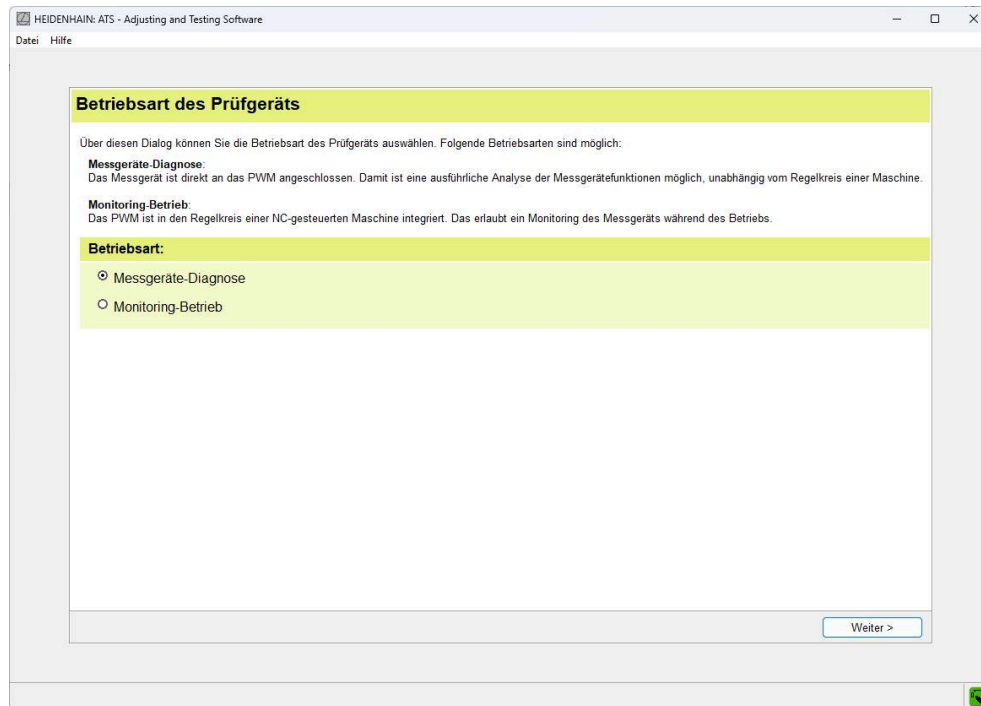 HEIDENHAIN: ATS - Adjusting and Testing Software
Datei Hilfe
Betriebsart des Prüfgeräts
Über diesen Dialog können Sie die Betriebsart des Prüfgeräts auswählen. Folgende Betriebsarten sind möglich:
Messgeräte-Diagnose:
Das Messgerät ist direkt an das PWM angeschlossen. Damit ist eine ausführliche Analyse der Messgerätefunktionen möglich, unabhängig vom Regelkreis einer Maschine.
Monitoring-Betrieb:
Das PWM ist in den Regelkreis einer NC-gesteuerten Maschine integriert. Das erlaubt ein Monitoring des Messgeräts während des Betriebs.
Betriebsart:
Messgeräte-Diagnose
Monitoring-Betrieb
Weiter >